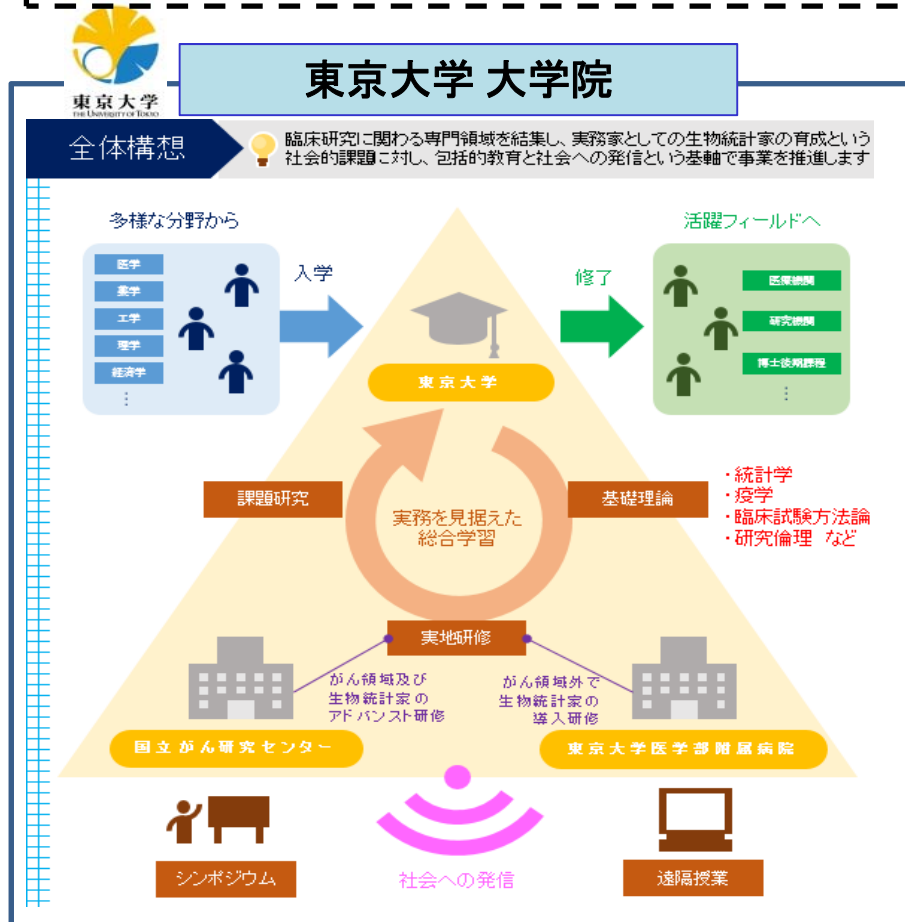 東京大学 大学院
東京大学
THE UNIVERSITY OF TOKYO
全体構想
臨床研究に関わる専門領域を結集し、実務家としての生物統計家の育成という
社会的課題に対し、包括的教育と社会への発信という基軸で事業を推進します
多様な分野から
医学
薬学
工学
理学
経済学
⋮
入学
東京大学
修了
活躍フィールドへ
医療機関
研究機関
博士後期課程
⋮
課題研究
実務を見据えた
総合学習
基礎理論
・統計学
・疫学
・臨床試験方法論
・研究倫理 など
実地研修
がん領域及び
生物統計家の
アドバンスト研修
がん領域外で
生物統計家の
導入研修
国立がん研究センター
東京大学医学部附属病院
シンポジウム
社会への発信
遠隔授業